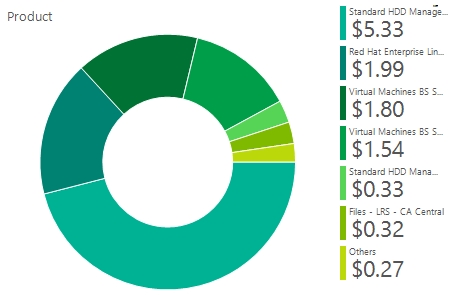 Product
Standard HDD Manage...
$5.33
Red Hat Enterprise Lin...
$1.99
Virtual Machines BS S...
$1.80
Virtual Machines BS S...
$1.54
Standard HDD Mana...
$0.33
Files - LRS - CA Central
$0.32
Others
$0.27